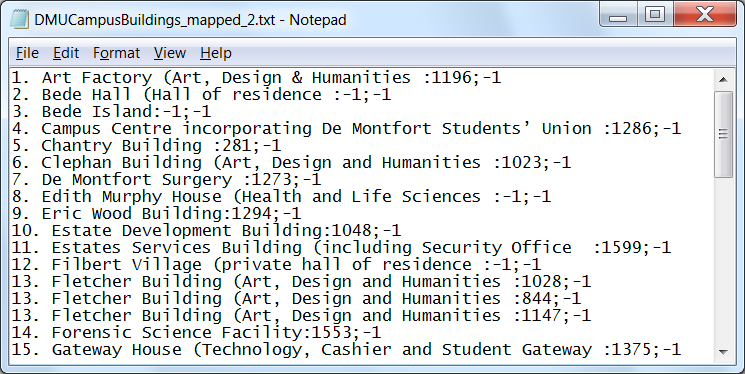 DMUCampusBuildings_mapped_2.txt - Notepad
File Edit Format View Help
1. Art Factory (Art, Design & Humanities :1196;-1
2. Bede Hall (Hall of residence :-1;-1
3. Bede Island:-1;-1
4. Campus Centre incorporating De Montfort Students’ Union :1286;-1
5. Chantry Building :281;-1
6. Clephan Building (Art, Design and Humanities :1023;-1
7. De Montfort Surgery :1273;-1
8. Edith Murphy House (Health and Life Sciences :-1;-1
9. Eric Wood Building:1294;-1
10. Estate Development Building:1048;-1
11. Estates Services Building (including Security Office  :1599;-1
12. Filbert Village (private hall of residence :-1;-1
13. Fletcher Building (Art, Design and Humanities :1028;-1
13. Fletcher Building (Art, Design and Humanities :844;-1
13. Fletcher Building (Art, Design and Humanities :1147;-1
14. Forensic Science Facility:1553;-1
15. Gateway House (Technology, Cashier and Student Gateway :1375;-1